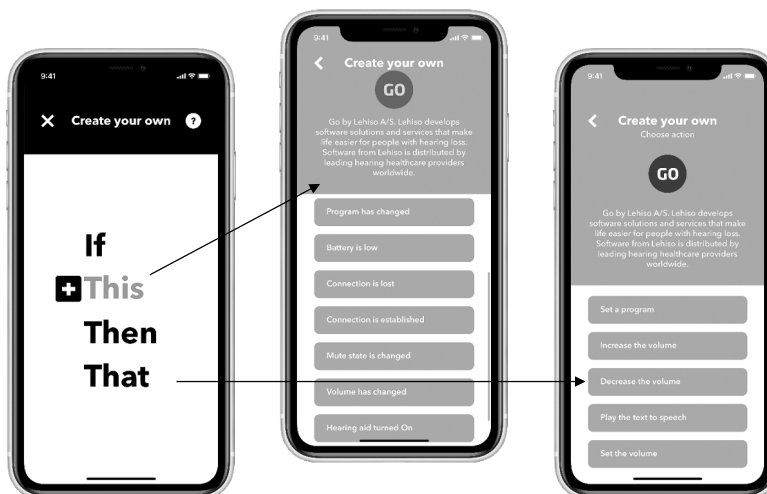 9:41
Create your own
?
If
This
Then
That
9:41
Create your own
GO
Go by Lehiso A/S. Lehiso develops
software solutions and services that make
life easier for people with hearing loss.
Software from Lehiso is distributed by
leading hearing healthcare providers
worldwide.
Program has changed
Battery is low
Connection is lost
Connection is established
Mute state is changed
Volume has changed
Hearing aid turned On
9:41
Create your own
Choose action
GO
Go by Lehiso A/S. Lehiso develops
software solutions and services that make
life easier for people with hearing loss.
Software from Lehiso is distributed by
leading hearing healthcare providers
worldwide.
Set a program
Increase the volume
Decrease the volume
Play the text to speech
Set the volume